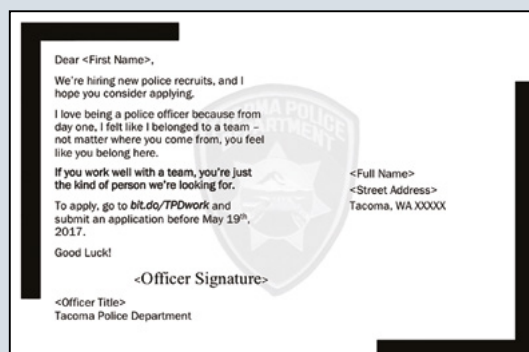 Dear <First Name>,
We're hiring new police recruits, and I
hope you consider applying.
I love being a police officer because from
day one, I felt like I belonged to a team –
not matter where you come from, you feel
like you belong here.
If you work well with a team, you're just
the kind of person we're looking for.
To apply, go to bit.do/TPDwork and
submit an application before May 19th,
2017.
Good Luck!
<Officer Signature>
<Officer Title>
Tacoma Police Department
TACOMA POLICE
DEPARTMENT
<Full Name>
<Street Address>
Tacoma, WA XXXXX